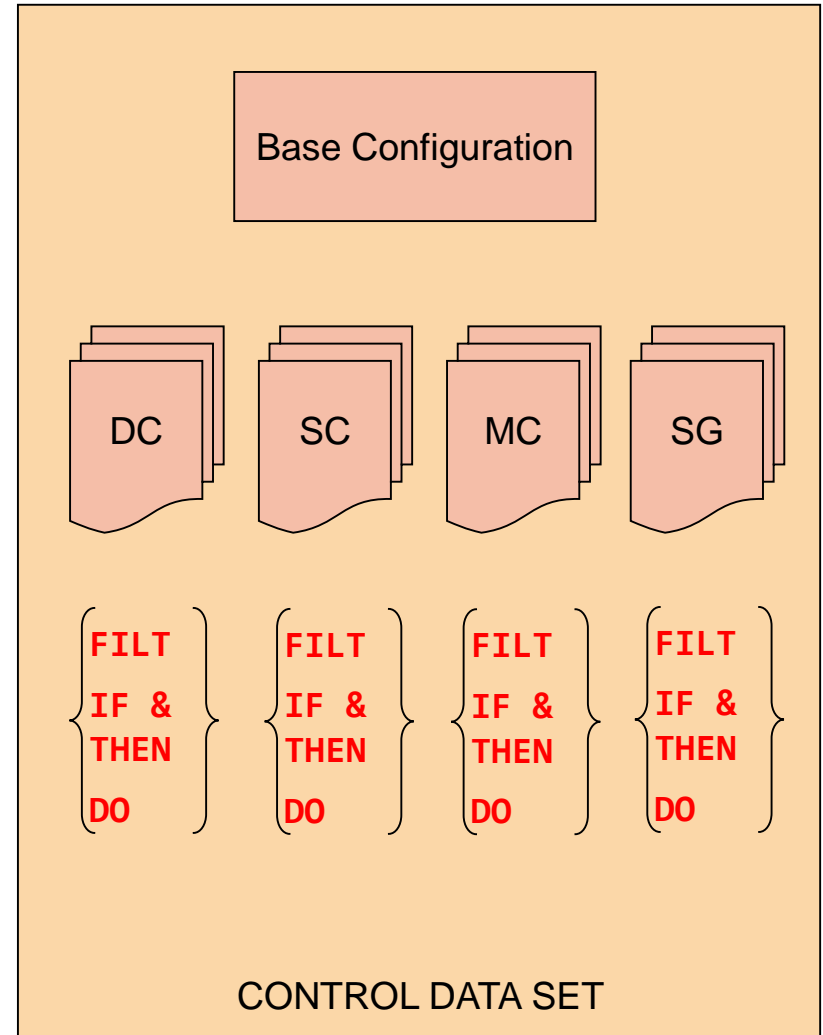 Base Configuration
DC
SC
MC
SG
FILT
IF &
THEN
DO
FILT
IF &
THEN
DO
FILT
IF &
THEN
DO
FILT
IF &
THEN
DO
CONTROL DATA SET